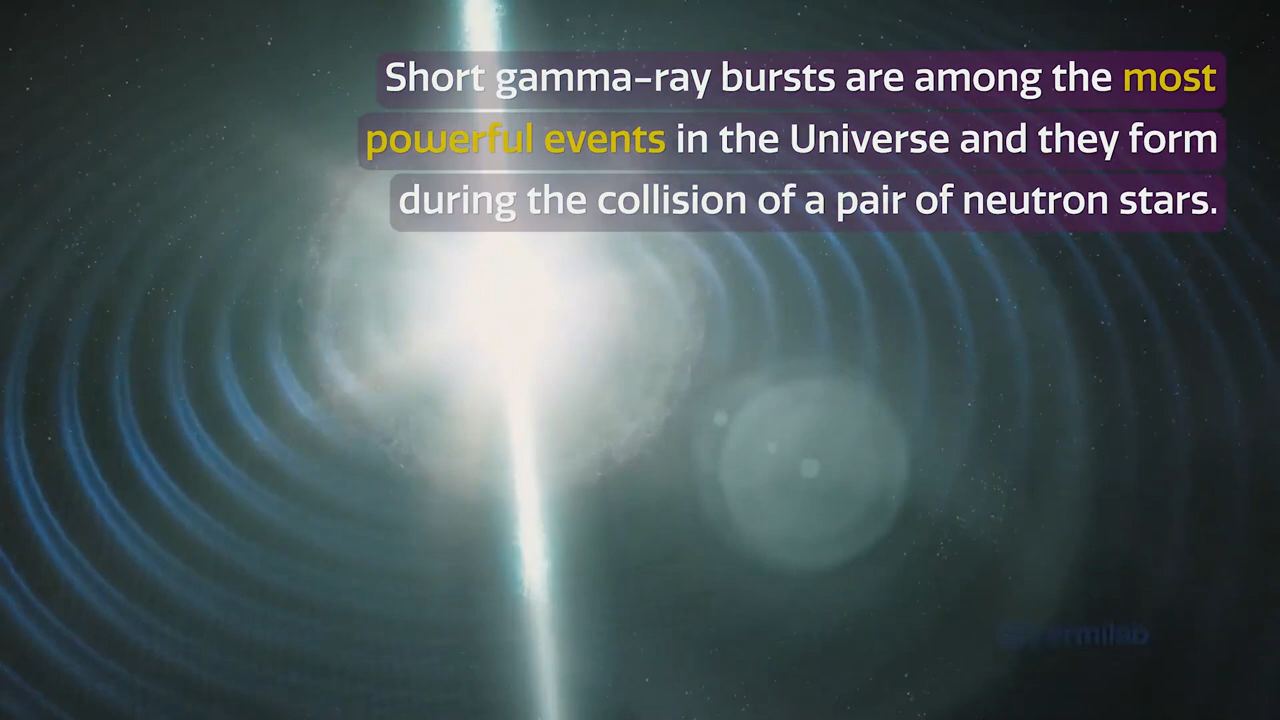 Short gamma-ray bursts are among the most
powerful events in the Universe and they form
during the collision of a pair of neutron stars.